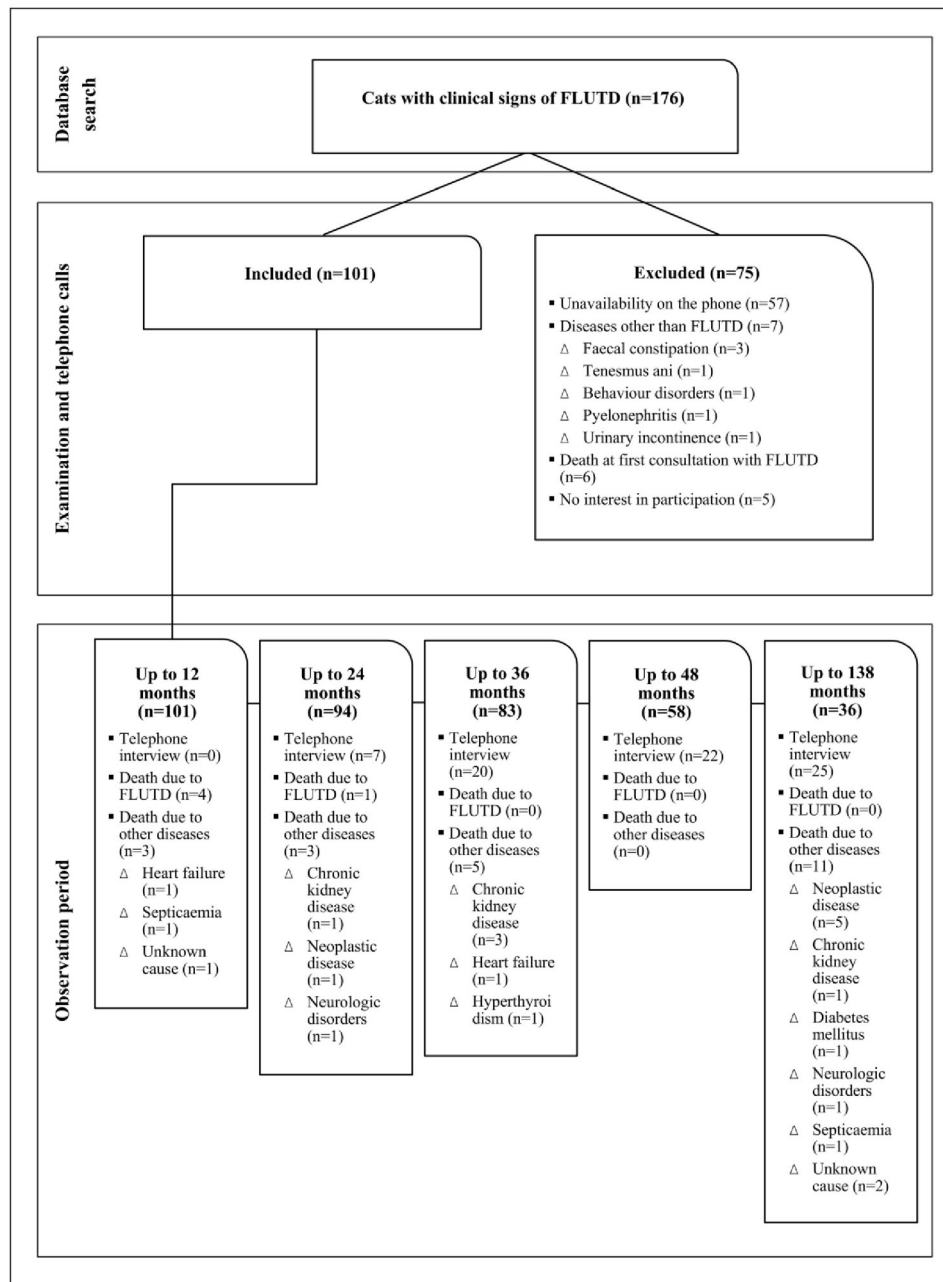 Database
search
Cats with clinical signs of FLUTD (n=176)
Examination and telephone calls
Included (n=101)
Excluded (n=75)
▪ Unavailability on the phone (n=57)
▪ Diseases other than FLUTD (n=7)
Δ Faecal constipation (n=3)
Δ Tenesmus ani (n=1)
Δ Behaviour disorders (n=1)
Δ Pyelonephritis (n=1)
Δ Urinary incontinence (n=1)
▪ Death at first consultation with FLUTD
(n=6)
▪ No interest in participation (n=5)
Observation period
Up to 12
months
(n=101)
▪ Telephone
interview (n=0)
▪ Death due to
FLUTD (n=4)
▪ Death due to
other diseases
(n=3)
Δ Heart failure
(n=1)
Δ Septicaemia
(n=1)
Δ Unknown
cause (n=1)
Up to 24
months
(n=94)
▪ Telephone
interview (n=7)
▪ Death due to
FLUTD (n=1)
▪ Death due to
other diseases
(n=3)
Δ Chronic
kidney
disease
(n=1)
Δ Neoplastic
disease
(n=1)
Δ Neurologic
disorders
(n=1)
Up to 36
months
(n=83)
▪ Telephone
interview
(n=20)
▪ Death due to
FLUTD (n=0)
▪ Death due to
other diseases
(n=5)
Δ Chronic
kidney
disease
(n=3)
Δ Heart failure
(n=1)
Δ Hyperthyroi
dism (n=1)
Up to 48
months
(n=58)
▪ Telephone
interview (n=22)
▪ Death due to
FLUTD (n=0)
▪ Death due to
other diseases
(n=0)
Up to 138
months
(n=36)
▪ Telephone
interview
(n=25)
▪ Death due to
FLUTD (n=0)
▪ Death due to
other diseases
(n=11)
Δ Neoplastic
disease
(n=5)
Δ Chronic
kidney
disease
(n=1)
Δ Diabetes
mellitus
(n=1)
Δ Neurologic
disorders
(n=1)
Δ Septicaemia
(n=1)
Δ Unknown
cause (n=2)